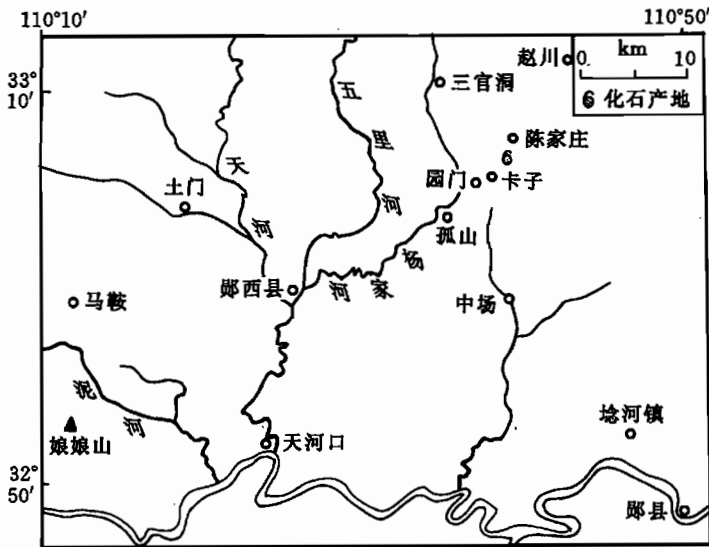 110°10′
110°50′
33°
10′
32°
50′
赵川
km
0
10
化石产地
三官洞
陈家庄
卡子
园门
孤山
五里河
天河
土门
杨家河
郧西县
中场
马鞍
泥河
娘娘山
天河口
埝河镇
郧县